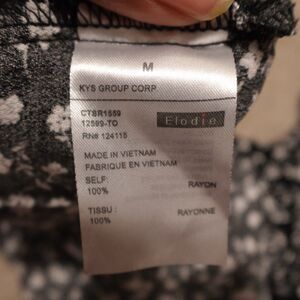 M
KYS GROUP CORP
CTSR1659
12599-TO
Elodie
RN# 124115
MADE IN VIETNAM
FABRIQUE EN VIETNAM
SELF: RAYON
100%
TISSU : RAYONNE
100%